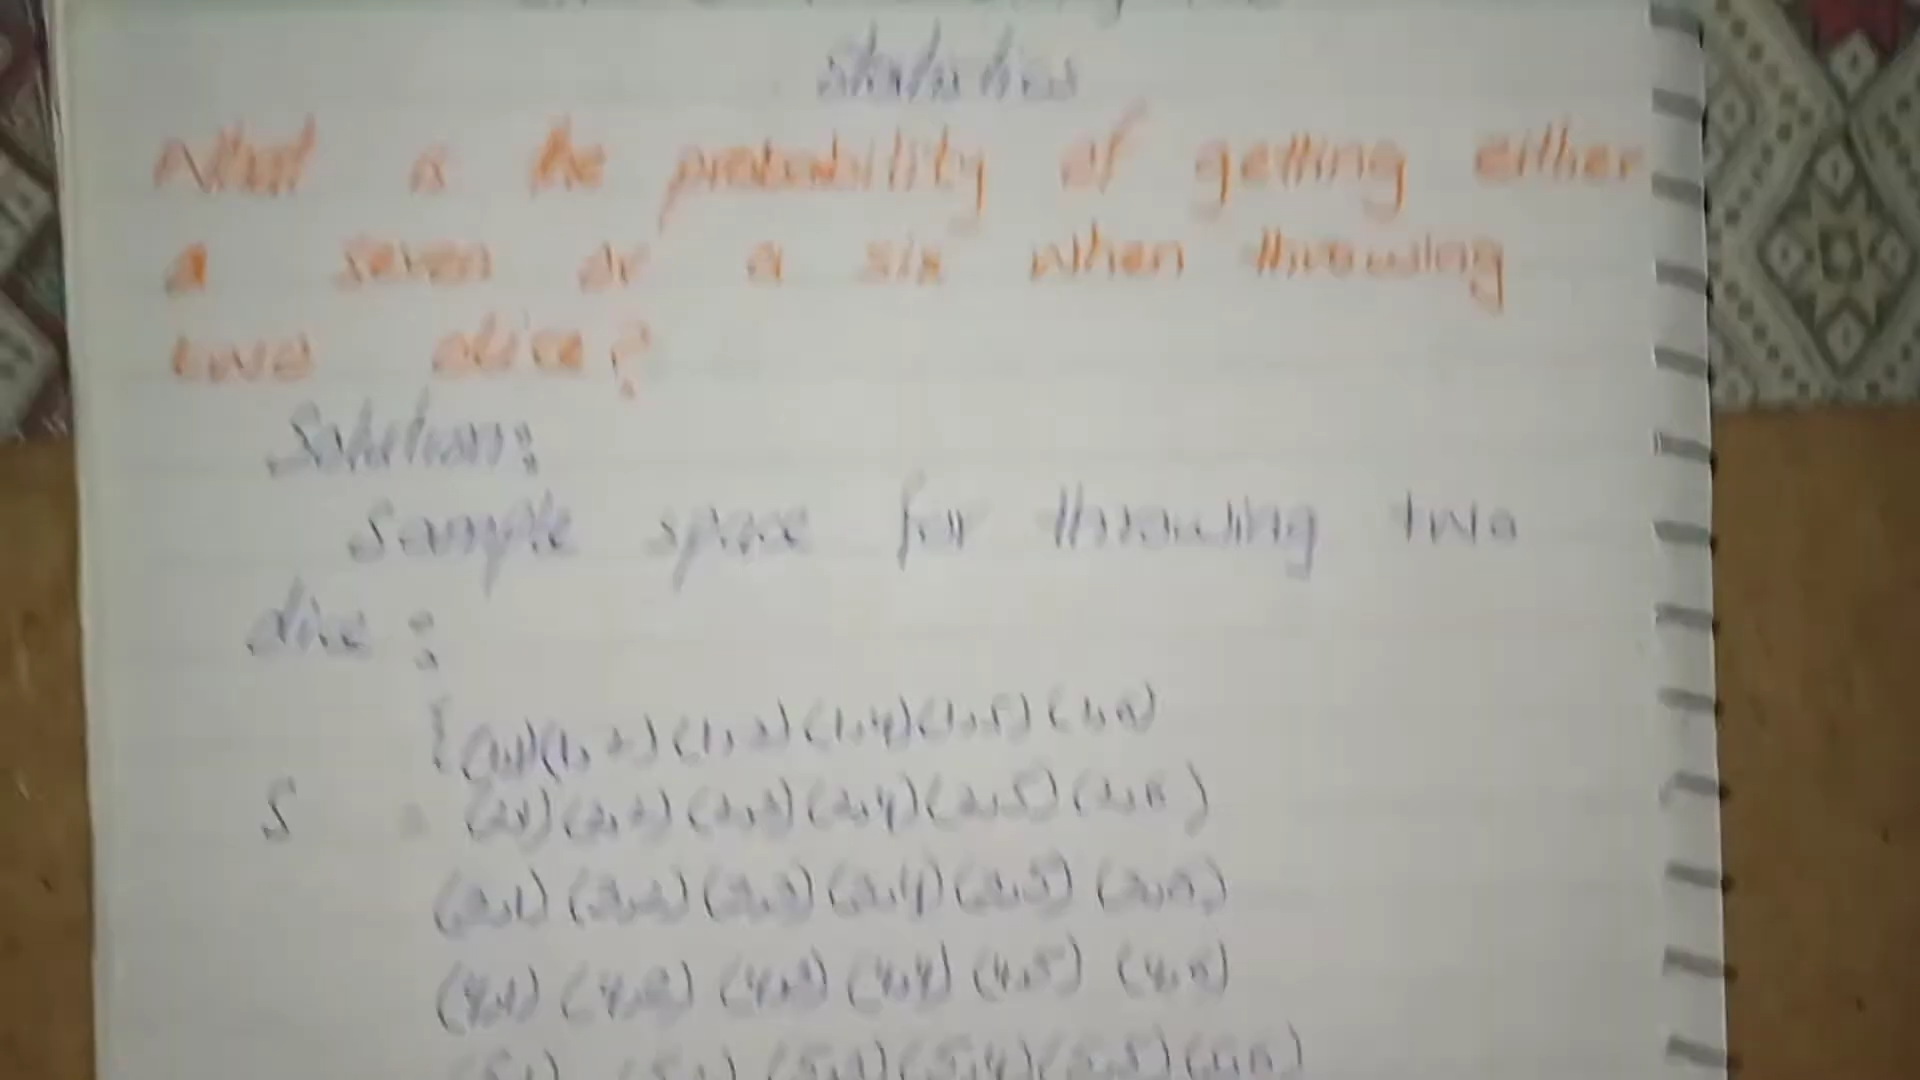 statistics
What is the probability of getting either
a seven or a six when throwing
two dice?
Solution:
Sample space for throwing two
dice :
{(1,1)(1,2)(1,3)(1,4)(1,5)(1,6)
S = (2,1)(2,2)(2,3)(2,4)(2,5)(2,6)
(3,1)(3,2)(3,3)(3,4)(3,5)(3,6)
(4,1)(4,2)(4,3)(4,4)(4,5)(4,6)